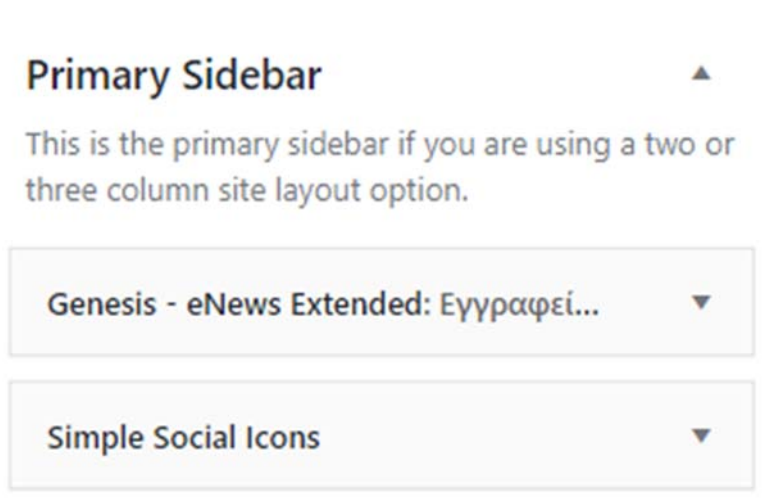 Primary Sidebar
This is the primary sidebar if you are using a two or
three column site layout option.
Genesis - eNews Extended: Εγγραφεί...
Simple Social Icons